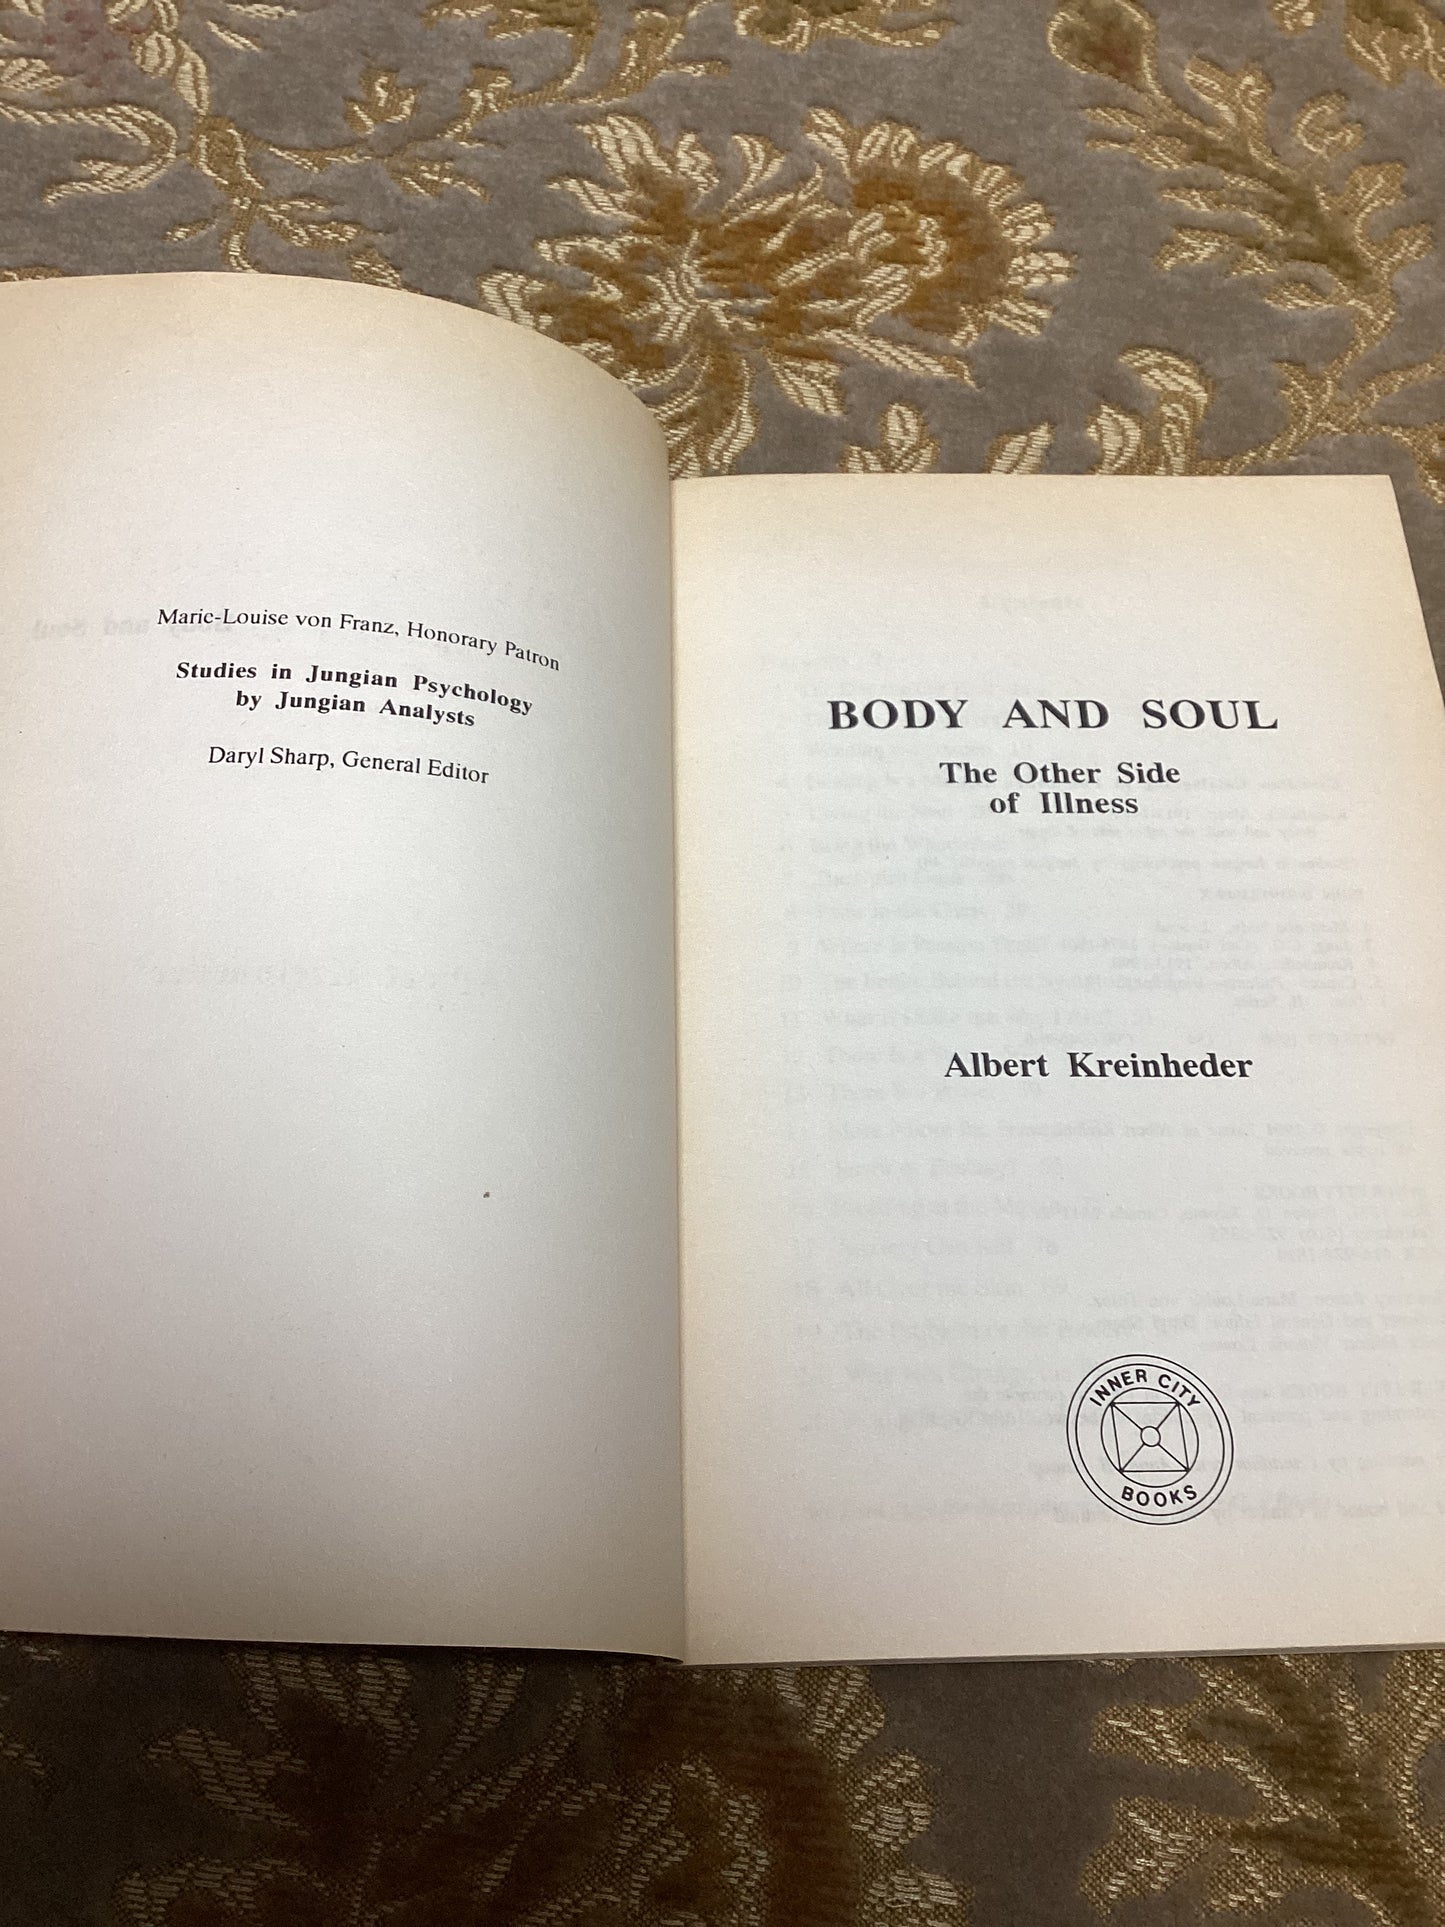 Marie-Louise von Franz, Honorary Patron
Studies in Jungian Psychology
by Jungian Analysts
Daryl Sharp, General Editor
BODY AND SOUL
The Other Side
of Illness
Albert Kreinheder
INNER CITY
BOOKS